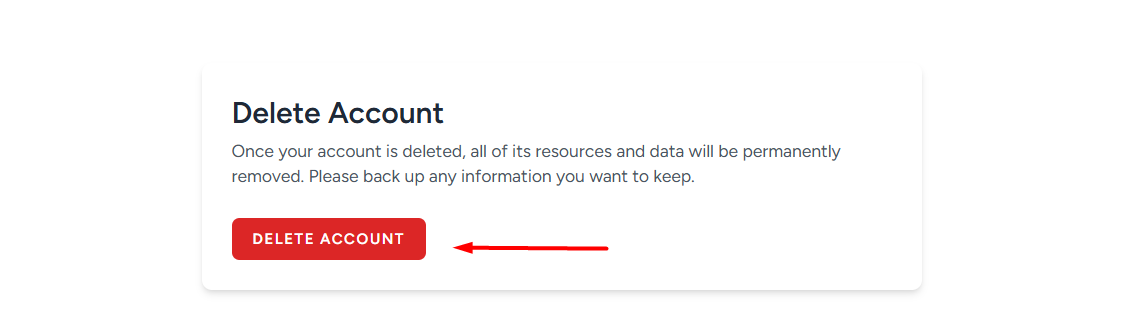 Delete Account
Once your account is deleted, all of its resources and data will be permanently
removed. Please back up any information you want to keep.
DELETE ACCOUNT